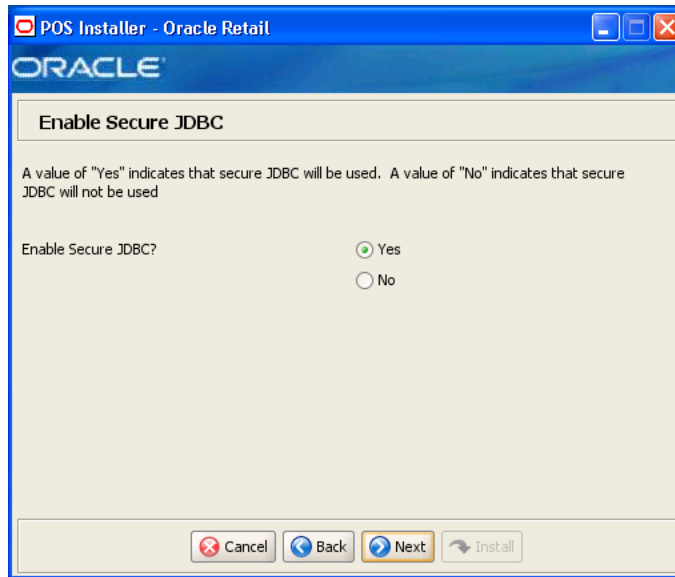 POS Installer - Oracle Retail
ORACLE
Enable Secure JDBC
A value of "Yes" indicates that secure JDBC will be used.  A value of "No" indicates that secure
JDBC will not be used
Enable Secure JDBC?
Yes
No
Cancel
Back
Next
Install